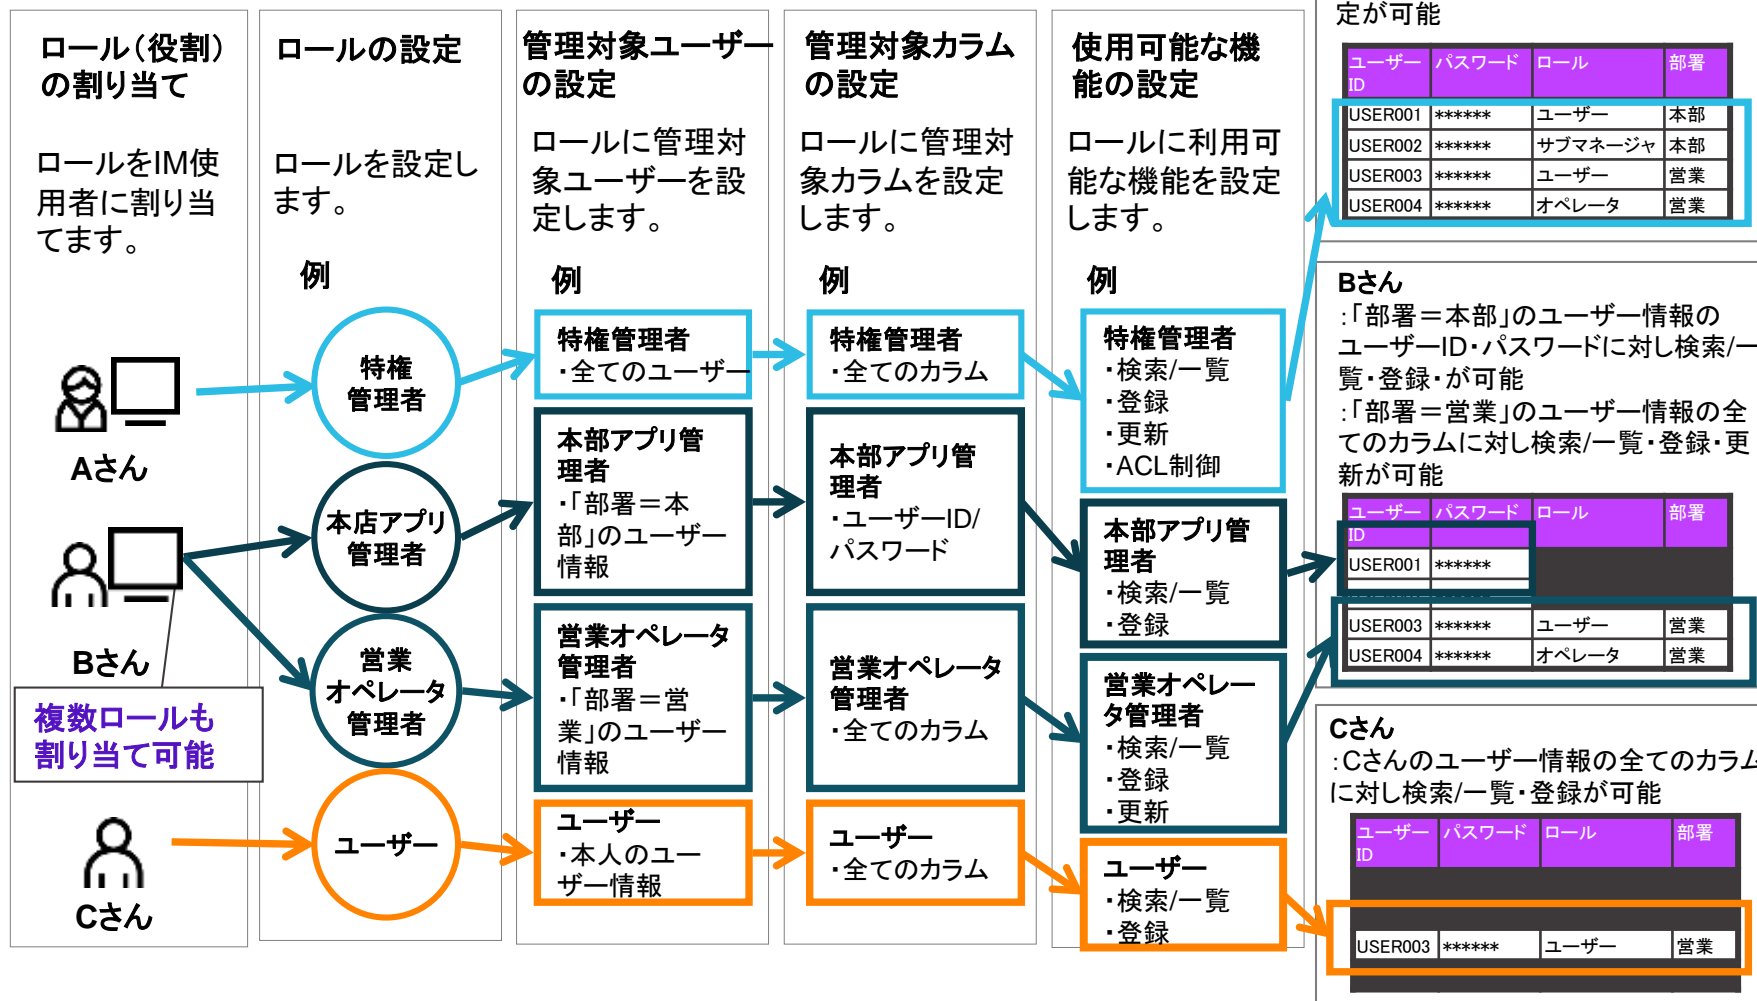 ロール（役割）
の割り当て
ロールをIM使
用者に割り当
てます。
Aさん
Bさん
複数ロールも
割り当て可能
Cさん
ロールの設定
ロールを設定し
ます。
例
特権
管理者
本店アプリ
管理者
営業
オペレータ
管理者
ユーザー
管理対象ユーザー
の設定
ロールに管理対
象ユーザーを設
定します。
例
特権管理者
・全てのユーザー
本部アプリ管
理者
・「部署＝本
部」のユーザー
情報
営業オペレータ
管理者
・「部署＝営
業」のユーザー
情報
ユーザー
・本人のユー
ザー情報
管理対象カラム
の設定
ロールに管理対
象カラムを設定
します。
例
特権管理者
・全てのカラム
本部アプリ管
理者
・ユーザーID/
パスワード
営業オペレータ
管理者
・全てのカラム
ユーザー
・全てのカラム
使用可能な機
能の設定
ロールに利用可
能な機能を設定
します。
例
特権管理者
・検索/一覧
・登録
・更新
・ACL制御
本部アプリ管
理者
・検索/一覧
・登録
営業オペレー
タ管理者
・検索/一覧
・登録
・更新
ユーザー
・検索/一覧
・登録
定が可能
ユーザーID パスワード ロール 部署
USER001 ****** ユーザー 本部
USER002 ****** サブマネージャ 本部
USER003 ****** ユーザー 営業
USER004 ****** オペレータ 営業
Bさん
：「部署＝本部」のユーザー情報の
ユーザーID・パスワードに対し検索/一
覧・登録・が可能
：「部署＝営業」のユーザー情報の全
てのカラムに対し検索/一覧・登録・更
新が可能
ユーザーID パスワード ロール 部署
USER001 ******
USER003 ****** ユーザー 営業
USER004 ****** オペレータ 営業
Cさん
：Cさんのユーザー情報の全てのカラム
に対し検索/一覧・登録が可能
ユーザーID パスワード ロール 部署
USER003 ****** ユーザー 営業